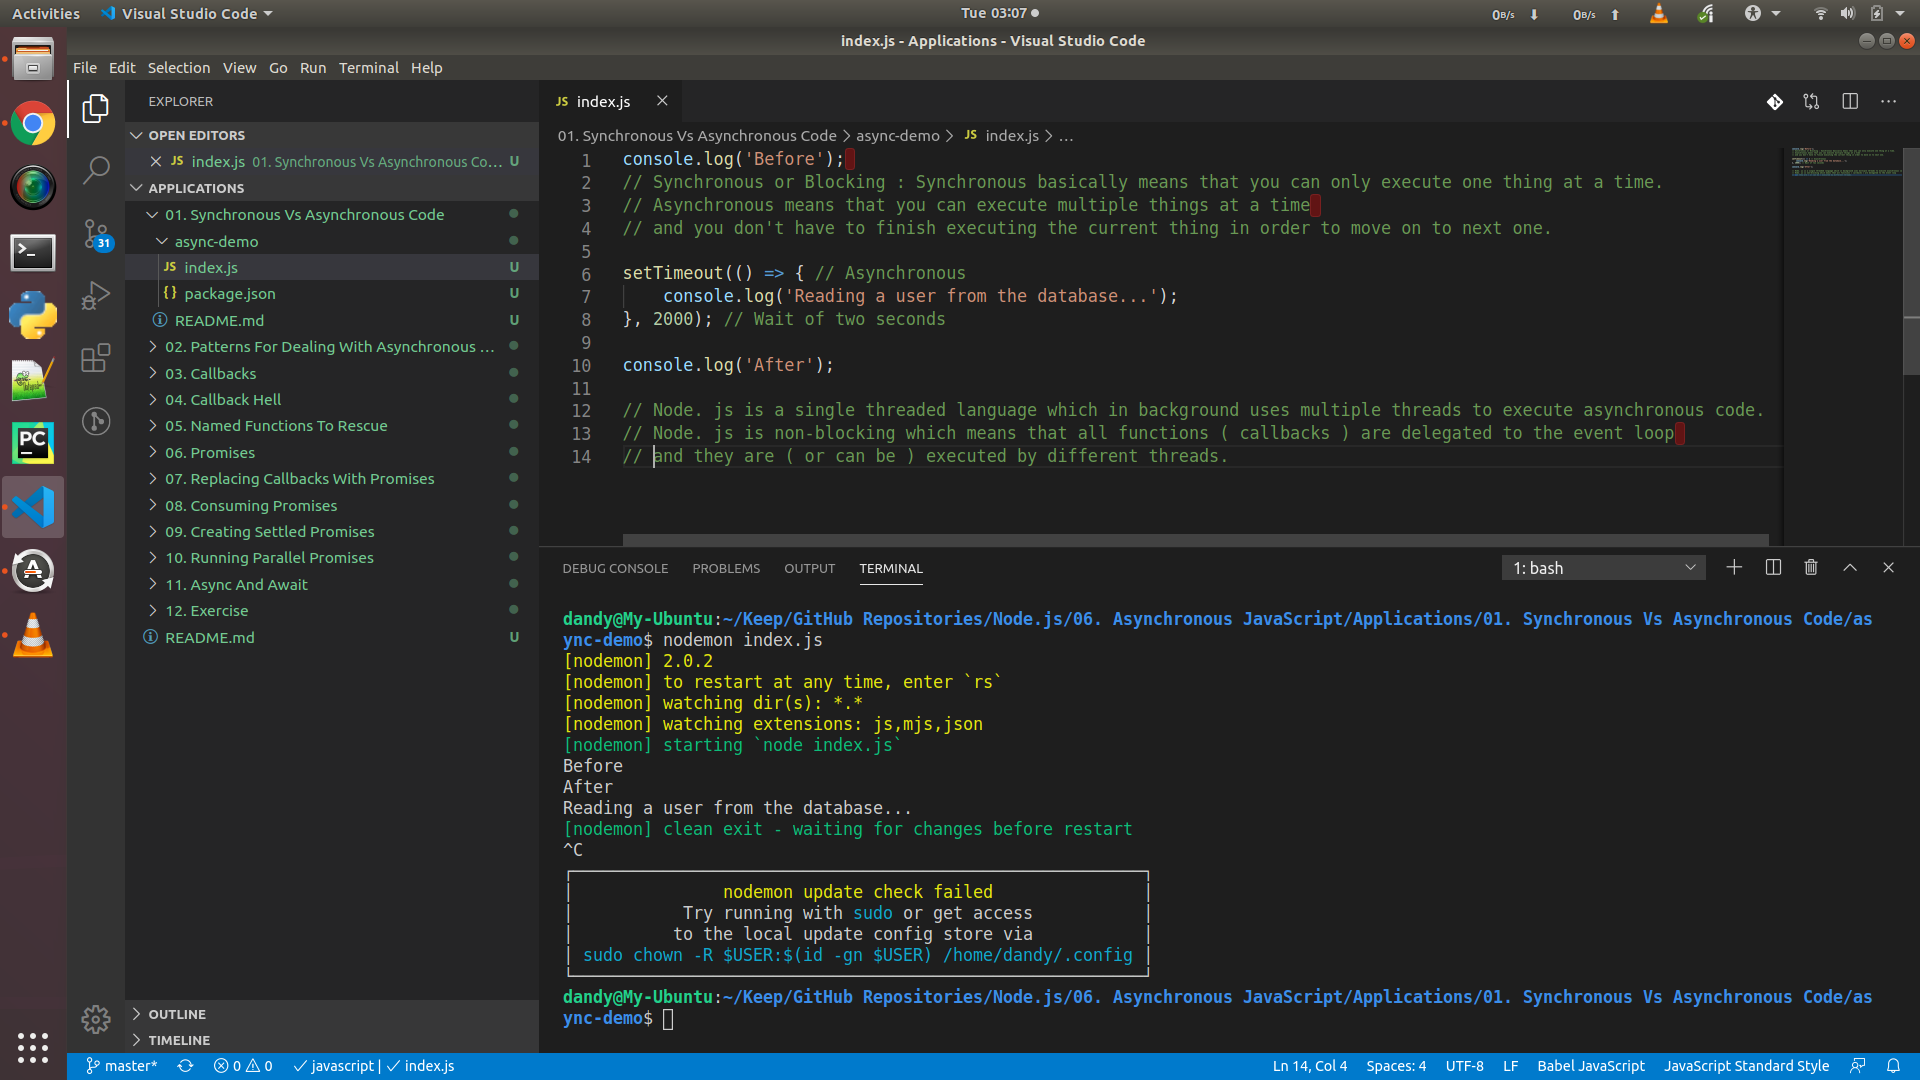 Activities
Visual Studio Code
Tue 03:07
0B/s
0B/s
index.js - Applications - Visual Studio Code
File Edit Selection View Go Run Terminal Help
EXPLORER
OPEN EDITORS
JS index.js 01. Synchronous Vs Asynchronous Co... U
APPLICATIONS
01. Synchronous Vs Asynchronous Code
async-demo
JS index.js U
{} package.json U
README.md U
02. Patterns For Dealing With Asynchronous ...
03. Callbacks
04. Callback Hell
05. Named Functions To Rescue
06. Promises
07. Replacing Callbacks With Promises
08. Consuming Promises
09. Creating Settled Promises
10. Running Parallel Promises
11. Async And Await
12. Exercise
README.md U
31
PC
A
OUTLINE
TIMELINE
JS index.js
01. Synchronous Vs Asynchronous Code > async-demo > JS index.js > ...
1 console.log('Before');
2 // Synchronous or Blocking : Synchronous basically means that you can only execute one thing at a time.
3 // Asynchronous means that you can execute multiple things at a time
4 // and you don't have to finish executing the current thing in order to move on to next one.
5
6 setTimeout(() => { // Asynchronous
7 console.log('Reading a user from the database...');
8 }, 2000); // Wait of two seconds
9
10 console.log('After');
11
12 // Node. js is a single threaded language which in background uses multiple threads to execute asynchronous code.
13 // Node. js is non-blocking which means that all functions ( callbacks ) are delegated to the event loop
14 // and they are ( or can be ) executed by different threads.
DEBUG CONSOLE PROBLEMS OUTPUT TERMINAL
1: bash
dandy@My-Ubuntu:~/Keep/GitHub Repositories/Node.js/06. Asynchronous JavaScript/Applications/01. Synchronous Vs Asynchronous Code/as
ync-demo$ nodemon index.js
[nodemon] 2.0.2
[nodemon] to restart at any time, enter `rs`
[nodemon] watching dir(s): *.*
[nodemon] watching extensions: js,mjs,json
[nodemon] starting `node index.js`
Before
After
Reading a user from the database...
[nodemon] clean exit - waiting for changes before restart
^C
nodemon update check failed
Try running with sudo or get access
to the local update config store via
sudo chown -R $USER:$(id -gn $USER) /home/dandy/.config
dandy@My-Ubuntu:~/Keep/GitHub Repositories/Node.js/06. Asynchronous JavaScript/Applications/01. Synchronous Vs Asynchronous Code/as
ync-demo$
master* 0 0 javascript | index.js
Ln 14, Col 4 Spaces: 4 UTF-8 LF Babel JavaScript JavaScript Standard Style